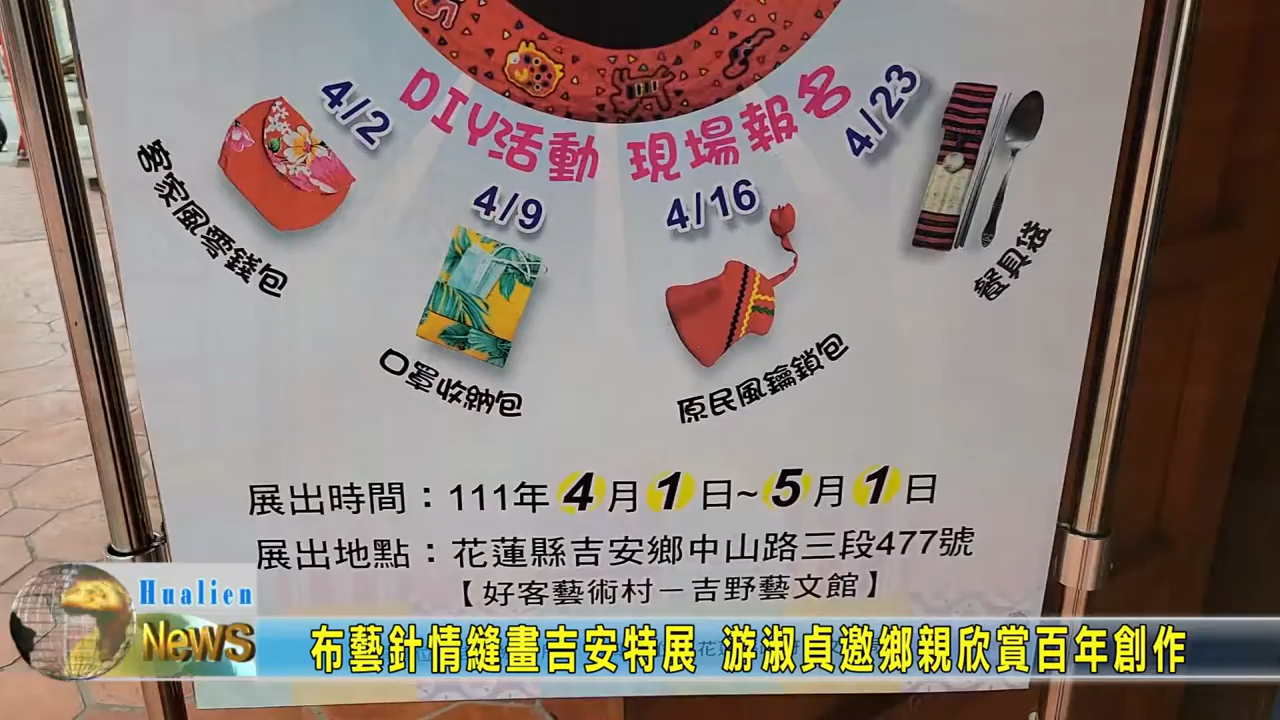 DIY活動 現場報名
4/2
客家風零錢包
4/9
口罩收納包
4/16
原民風鑰鎖包
4/23
餐具袋
展出時間：111年4月1日~5月1日
展出地點：花蓮縣吉安鄉中山路三段477號
【好客藝術村－吉野藝文館】
Hualien
News
布藝針情縫畫吉安特展 游淑貞邀鄉親欣賞百年創作